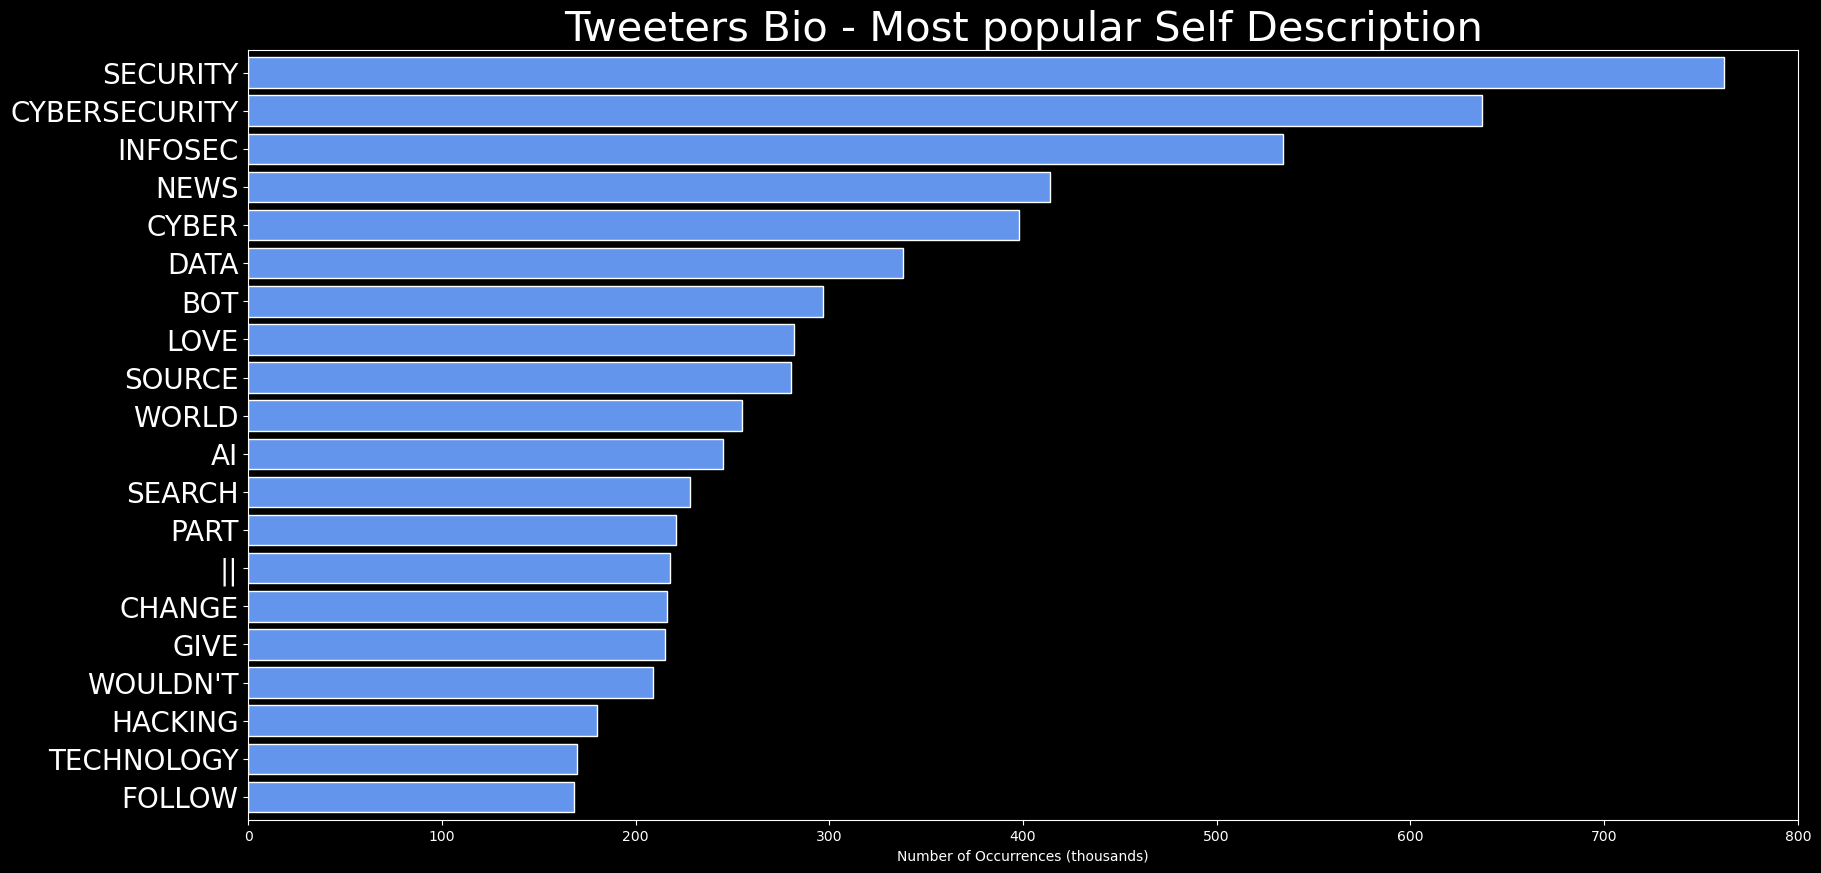 Tweeters Bio - Most popular Self Description
SECURITY
CYBERSECURITY
INFOSEC
NEWS
CYBER
DATA
BOT
LOVE
SOURCE
WORLD
AI
SEARCH
PART
||
CHANGE
GIVE
WOULDN'T
HACKING
TECHNOLOGY
FOLLOW
0 100 200 300 400 500 600 700 800
Number of Occurrences (thousands)